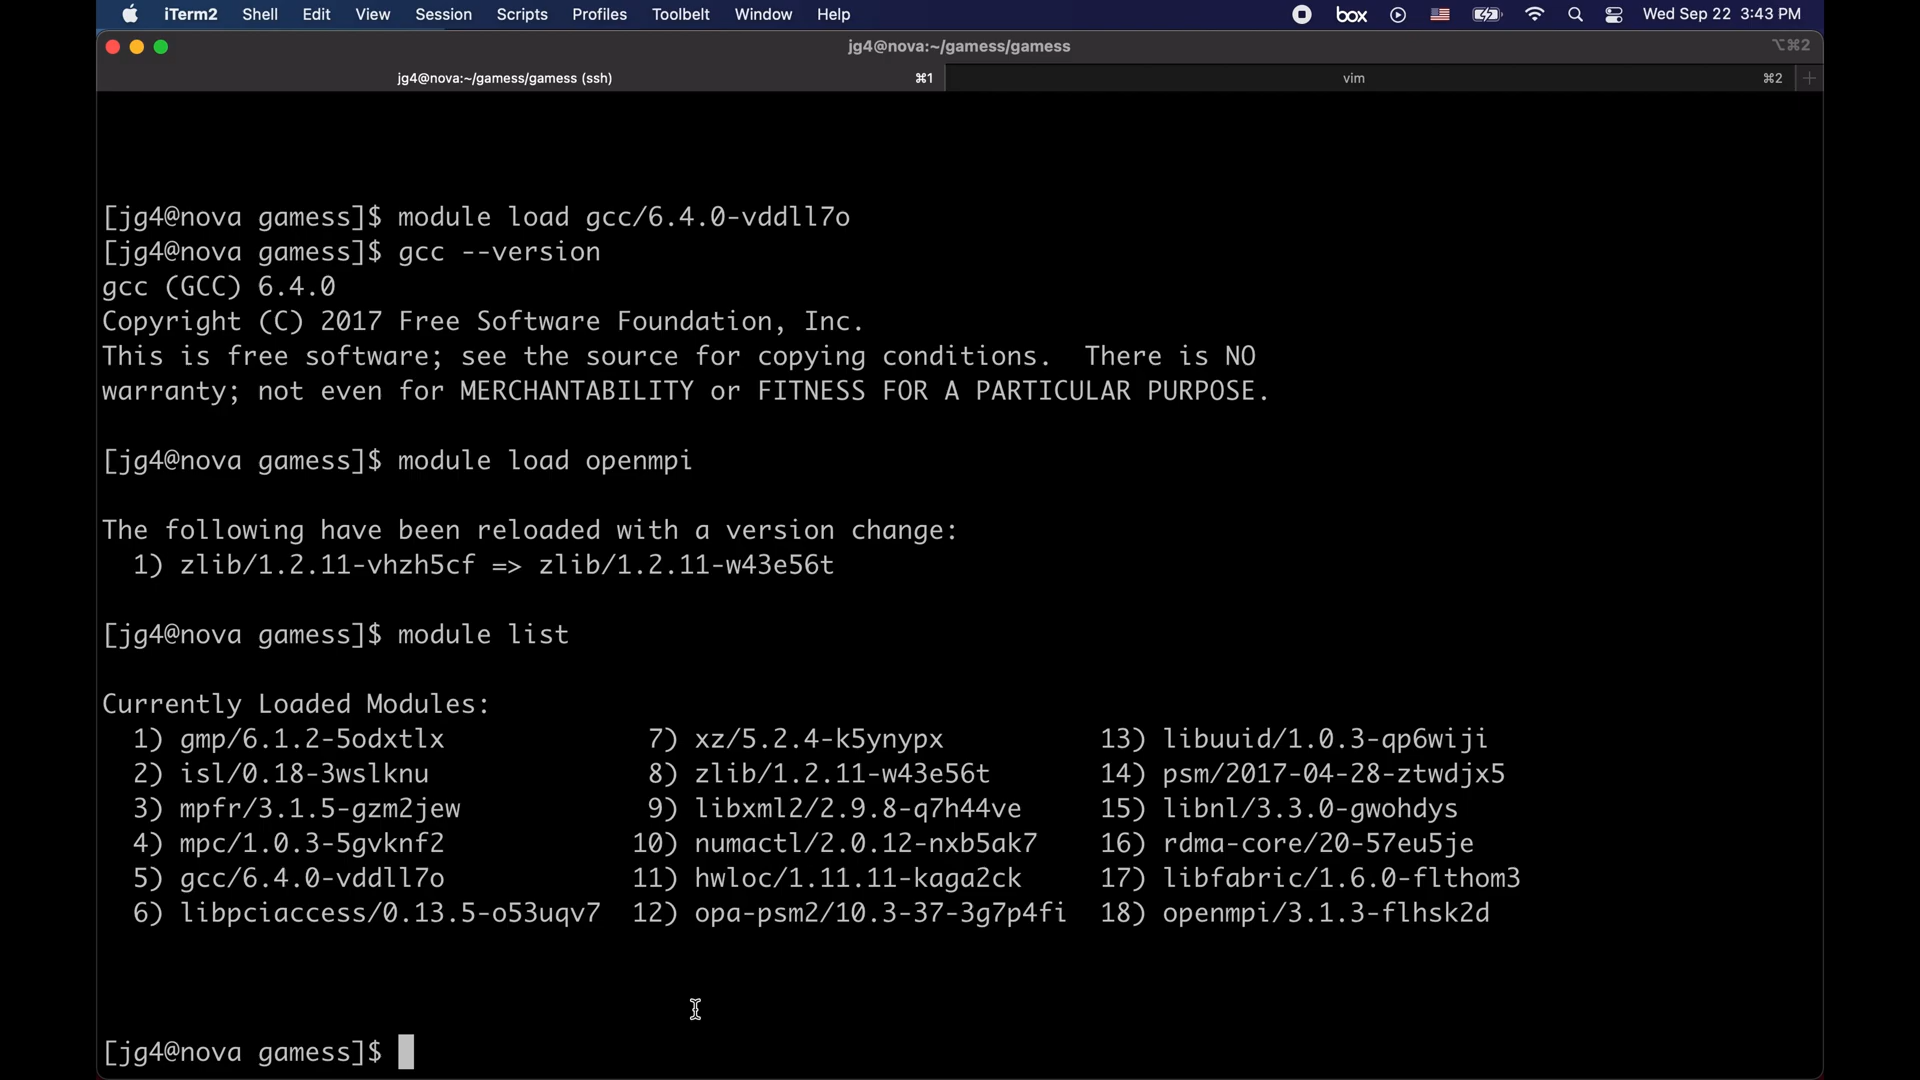 iTerm2 Shell Edit View Session Scripts Profiles Toolbelt Window Help box Wed Sep 22 3:43 PM
jg4@nova:~/gamess/gamess ⌥⌘2
jg4@nova:~/gamess/gamess (ssh) ⌘1 vim ⌘2 +
[jg4@nova gamess]$ module load gcc/6.4.0-vddll7o
[jg4@nova gamess]$ gcc --version
gcc (GCC) 6.4.0
Copyright (C) 2017 Free Software Foundation, Inc.
This is free software; see the source for copying conditions.  There is NO
warranty; not even for MERCHANTABILITY or FITNESS FOR A PARTICULAR PURPOSE.
[jg4@nova gamess]$ module load openmpi
The following have been reloaded with a version change:
  1) zlib/1.2.11-vhzh5cf => zlib/1.2.11-w43e56t
[jg4@nova gamess]$ module list
Currently Loaded Modules:
  1) gmp/6.1.2-5odxtlx             7) xz/5.2.4-k5ynypx          13) libuuid/1.0.3-qp6wiji
  2) isl/0.18-3wslknu              8) zlib/1.2.11-w43e56t       14) psm/2017-04-28-ztwdjx5
  3) mpfr/3.1.5-gzm2jew            9) libxml2/2.9.8-q7h44ve     15) libnl/3.3.0-gwohdys
  4) mpc/1.0.3-5gvknf2            10) numactl/2.0.12-nxb5ak7    16) rdma-core/20-57eu5je
  5) gcc/6.4.0-vddll7o            11) hwloc/1.11.11-kaga2ck     17) libfabric/1.6.0-flthom3
  6) libpciaccess/0.13.5-o53uqv7  12) opa-psm2/10.3-37-3g7p4fi  18) openmpi/3.1.3-flhsk2d
[jg4@nova gamess]$